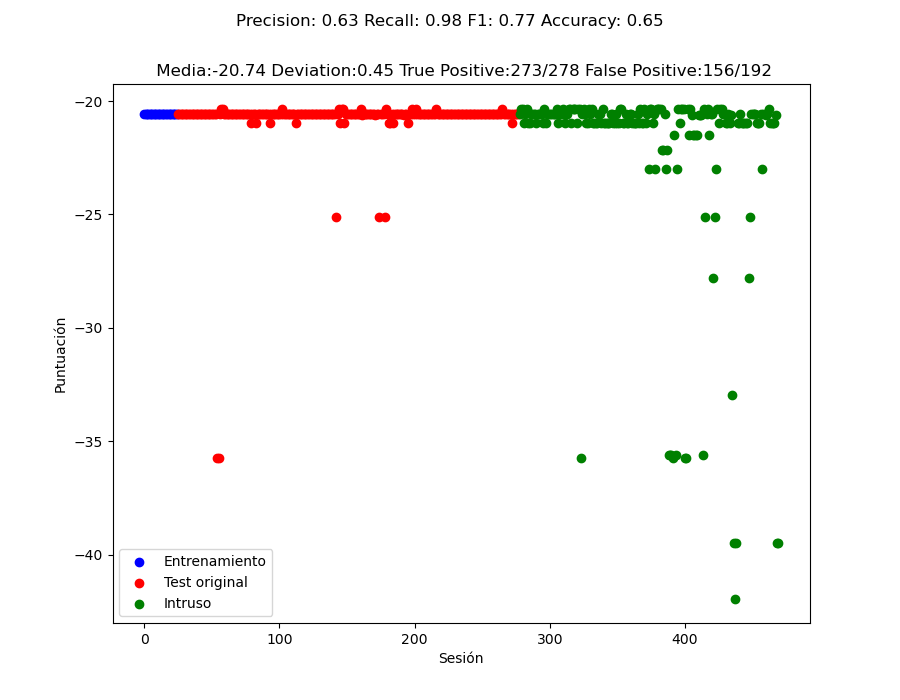 Precision: 0.63 Recall: 0.98 F1: 0.77 Accuracy: 0.65
Media:-20.74 Deviation:0.45 True Positive:273/278 False Positive:156/192
Puntuación
−20
−25
−30
−35
−40
Entrenamiento
Test original
Intruso
0
100
200
300
400
Sesión